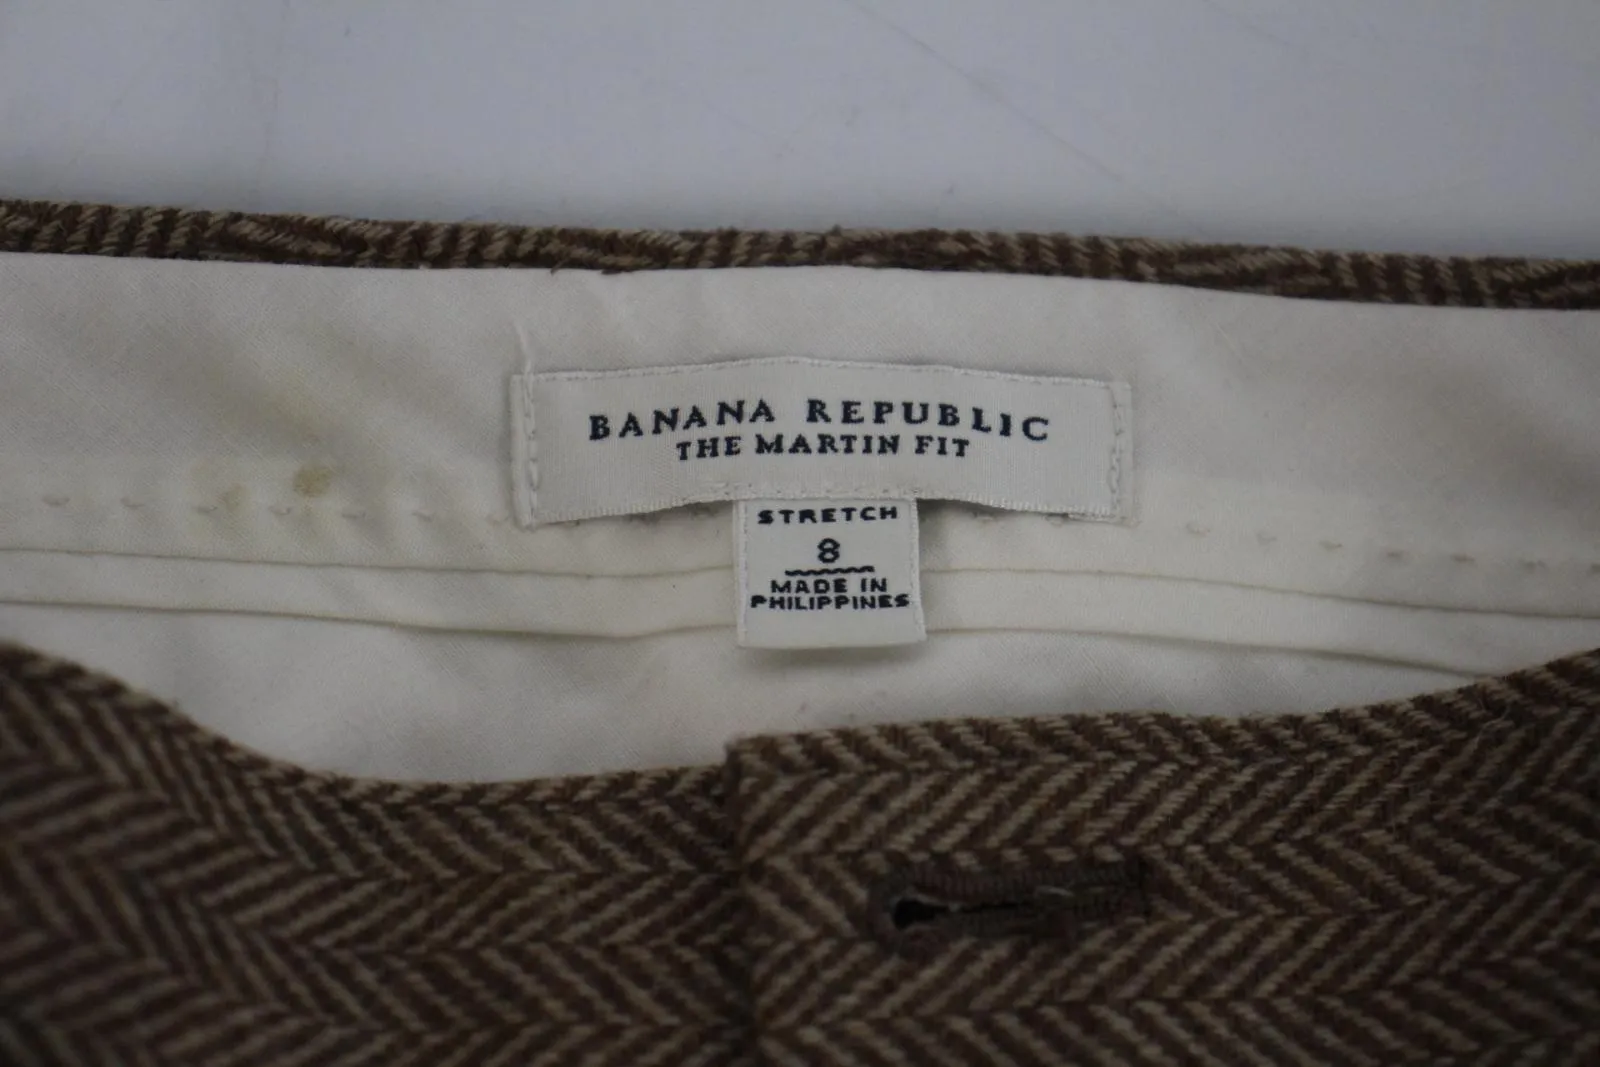 BANANA REPUBLIC
THE MARTIN FIT
STRETCH
8
MADE IN
PHILIPPINES